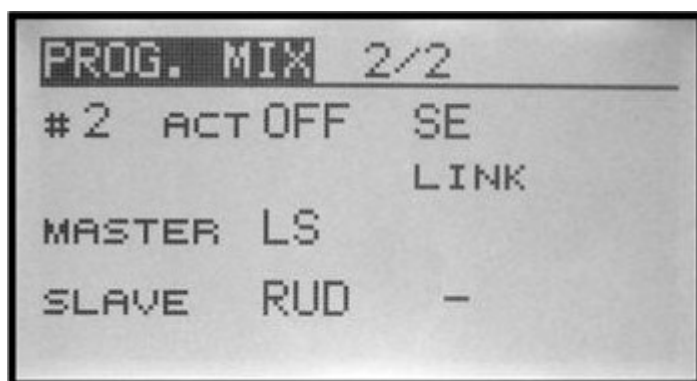 PROG. MIX 2/2
#2 ACT OFF SE
LINK
MASTER LS
SLAVE RUD -